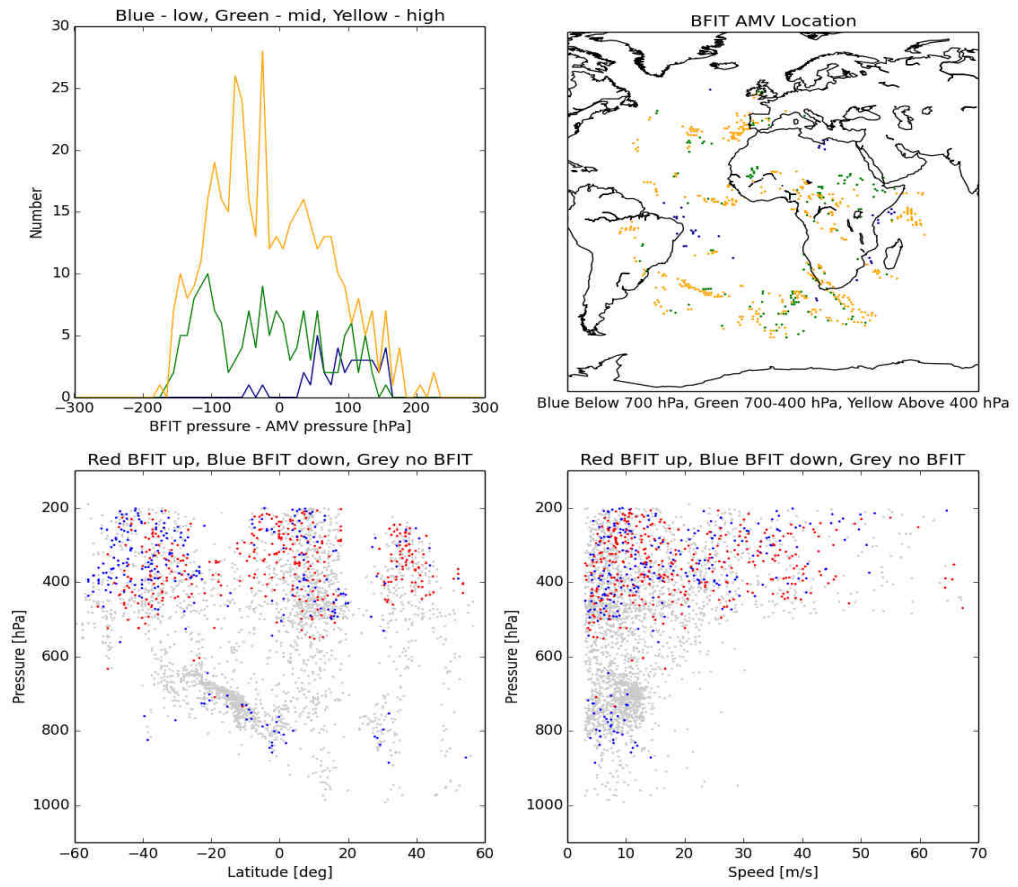 Blue - low, Green - mid, Yellow - high
30
25
20
15
10
5
0
Number
−300 −200 −100 0 100 200 300
BFIT pressure - AMV pressure [hPa]
BFIT AMV Location
Blue Below 700 hPa, Green 700-400 hPa, Yellow Above 400 hPa
Red BFIT up, Blue BFIT down, Grey no BFIT
200
400
600
800
1000
Pressure [hPa]
−60 −40 −20 0 20 40 60
Latitude [deg]
Red BFIT up, Blue BFIT down, Grey no BFIT
200
400
600
800
1000
Pressure [hPa]
0 10 20 30 40 50 60 70
Speed [m/s]